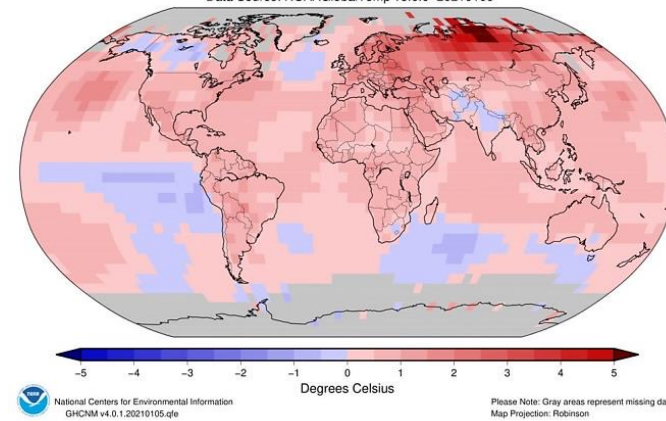 −5 −4 −3 −2 −1 0 1 2 3 4 5
Degrees Celsius
National Centers for Environmental Information
GHCNM v4.0.1.20210105.qfe
Please Note: Gray areas represent missing da
Map Projection: Robinson